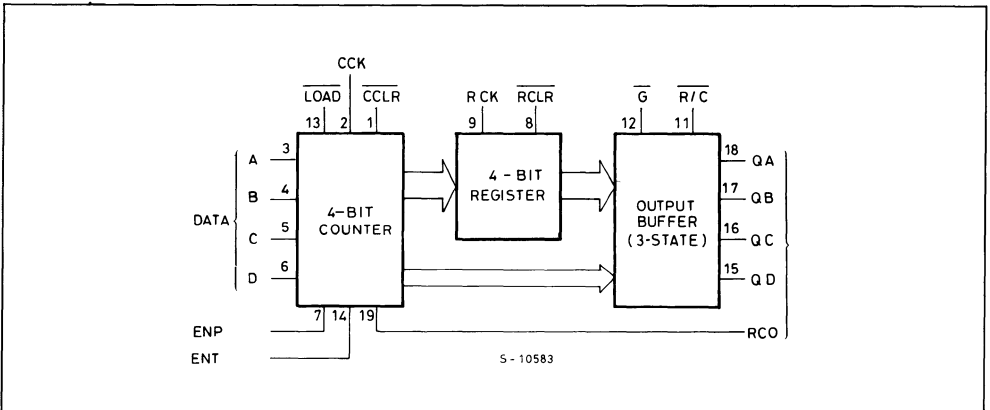 CCK
LOAD CCLR RCK RCLR G R/C
13 2 1 9 8 12 11
A 3 18 QA
B 4 4-BIT REGISTER 17 QB
DATA 4-BIT COUNTER OUTPUT BUFFER (3-STATE)
C 5 16 QC
D 6 15 QD
7 14 19
ENP RCO
ENT S-10583